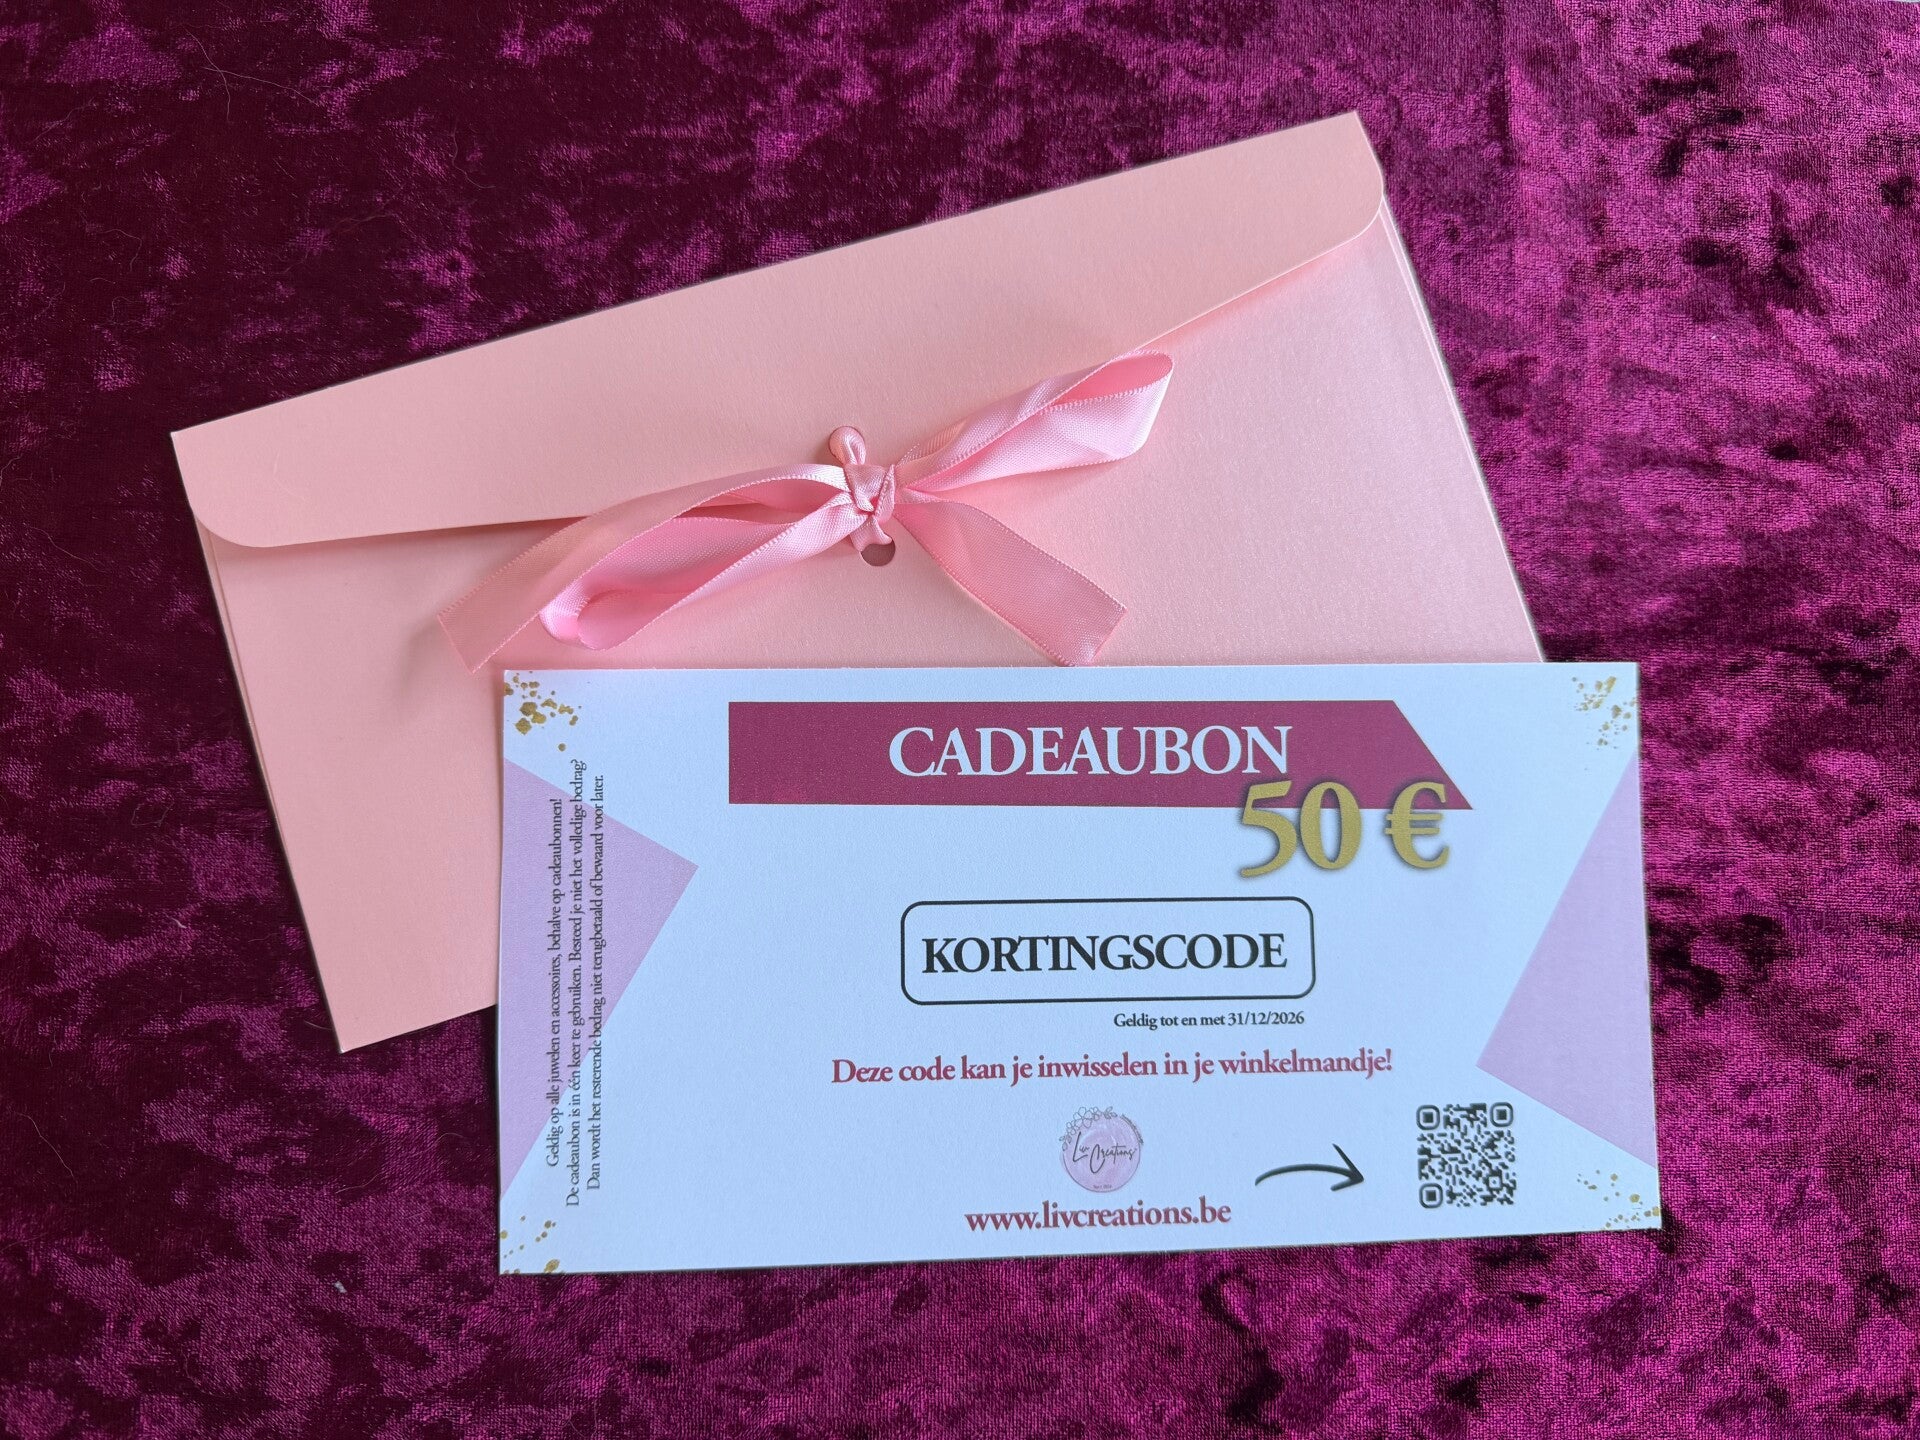 CADEAUBON
50 €
KORTINGSCODE
Geldig tot en met 31/12/2026
Deze code kan je inwisselen in je winkelmandje!
Liv Creations
www.livcreations.be
Geldig op alle juwelen en accessoires, behalve op cadeaubonnen!
De cadeaubon is in één keer te gebruiken. Besteed je niet het volledige bedrag?
Dan wordt het resterende bedrag niet terugbetaald of bewaard voor later.